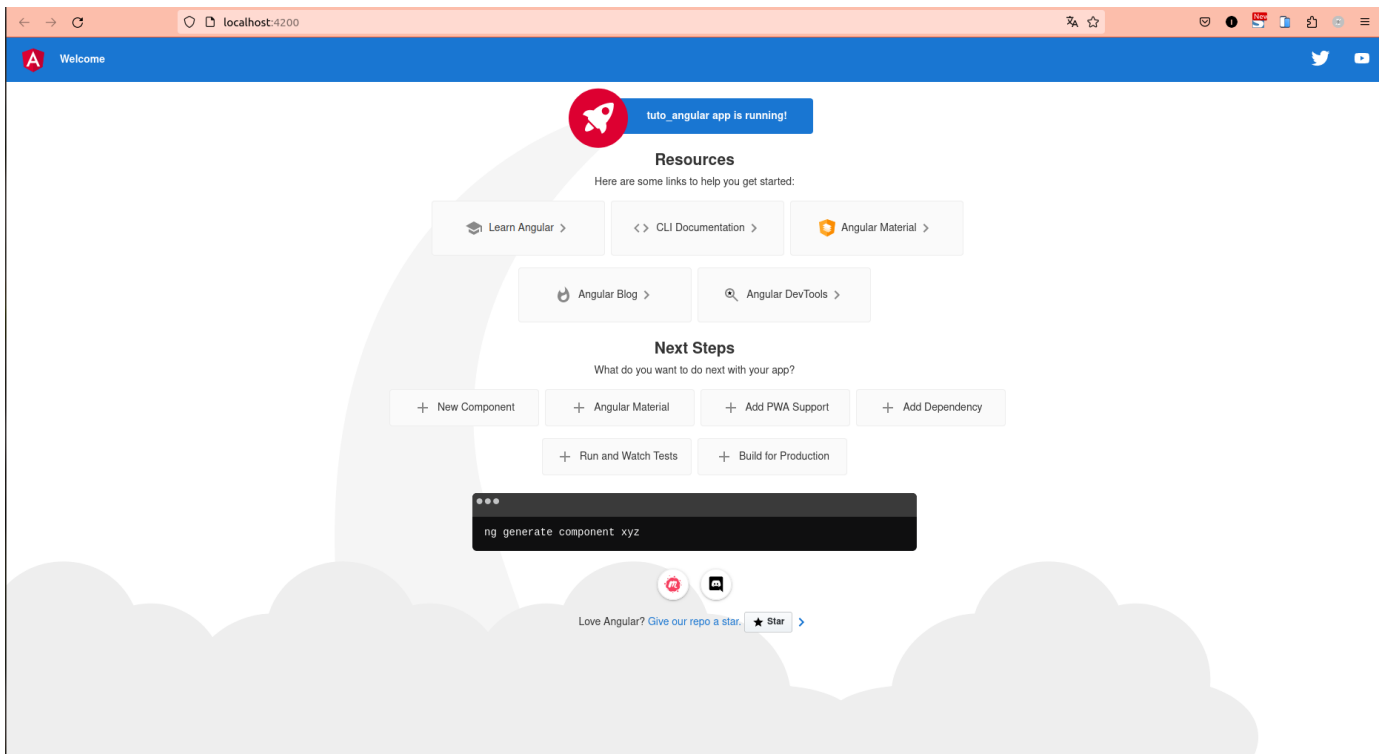 localhost:4200
New
Welcome
tuto_angular app is running!
Resources
Here are some links to help you get started:
Learn Angular
CLI Documentation
Angular Material
Angular Blog
Angular DevTools
Next Steps
What do you want to do next with your app?
New Component
Angular Material
Add PWA Support
Add Dependency
Run and Watch Tests
Build for Production
ng generate component xyz
Love Angular? Give our repo a star. Star